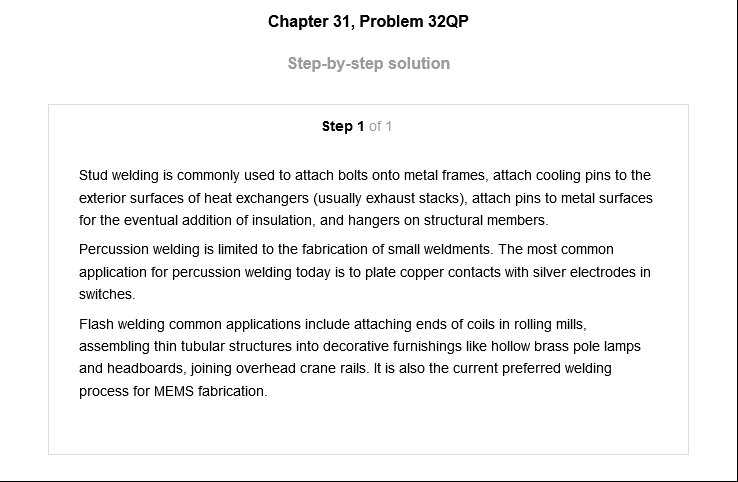 Chapter 31, Problem 32QP
Step-by-step solution
Step 1 of 1
Stud welding is commonly used to attach bolts onto metal frames, attach cooling pins to the
exterior surfaces of heat exchangers (usually exhaust stacks), attach pins to metal surfaces
for the eventual addition of insulation, and hangers on structural members.
Percussion welding is limited to the fabrication of small weldments. The most common
application for percussion welding today is to plate copper contacts with silver electrodes in
switches.
Flash welding common applications include attaching ends of coils in rolling mills,
assembling thin tubular structures into decorative furnishings like hollow brass pole lamps
and headboards, joining overhead crane rails. It is also the current preferred welding
process for MEMS fabrication.